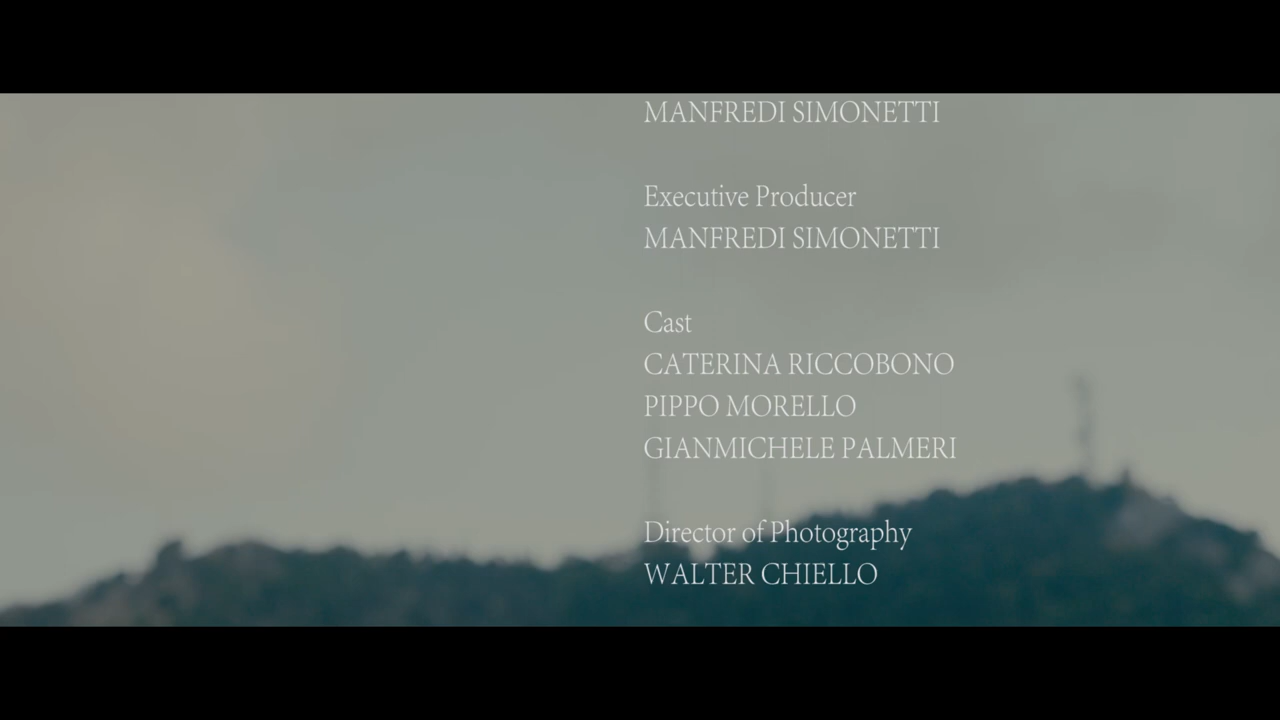 MANFREDI SIMONETTI
Executive Producer
MANFREDI SIMONETTI
Cast
CATERINA RICCOBONO
PIPPO MORELLO
GIANMICHELE PALMERI
Director of Photography
WALTER CHIELLO